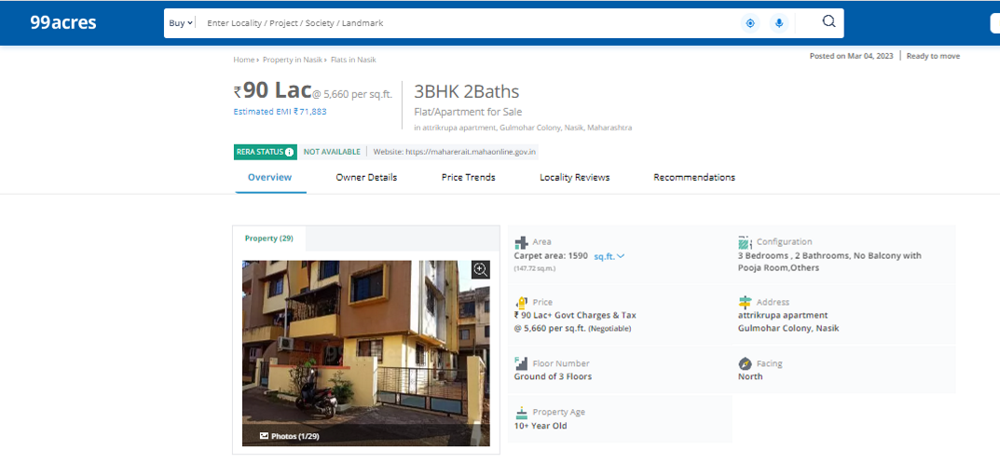 99acres
Buy
Enter Locality / Project / Society / Landmark
Home › Property in Nasik › Flats in Nasik
Posted on Mar 04, 2023 | Ready to move
₹90 Lac @ 5,660 per sq.ft.
Estimated EMI ₹71,883
3BHK 2Baths
Flat/Apartment for Sale
in attrikrupa apartment, Gulmohar Colony, Nasik, Maharashtra
RERA STATUS NOT AVAILABLE | Website: https://maharerait.mahaonline.gov.in
Overview Owner Details Price Trends Locality Reviews Recommendations
Property (29)
Photos (1/29)
Area
Carpet area: 1590 sq.ft.
(147.72 sq.m.)
Configuration
3 Bedrooms , 2 Bathrooms, No Balcony with
Pooja Room,Others
Price
₹ 90 Lac+ Govt Charges & Tax
@ 5,660 per sq.ft. (Negotiable)
Address
attrikrupa apartment
Gulmohar Colony, Nasik
Floor Number
Ground of 3 Floors
Facing
North
Property Age
10+ Year Old